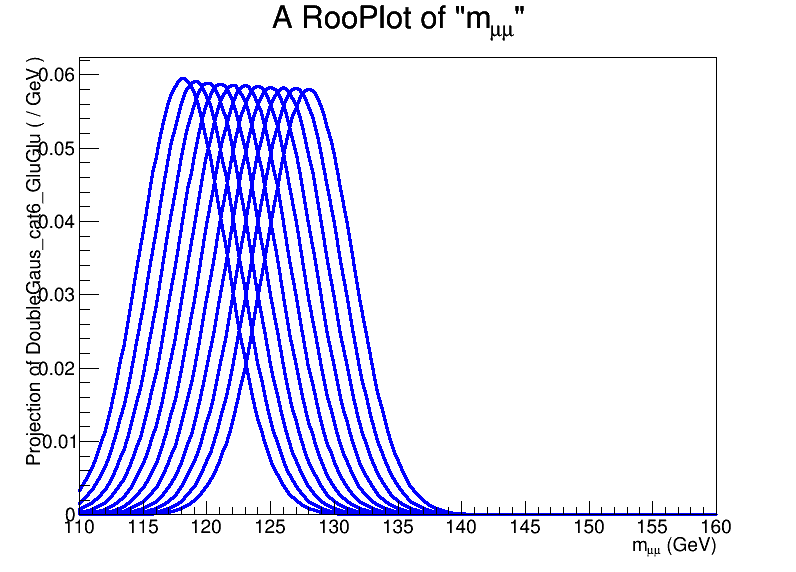 A RooPlot of "mμμ"
Projection of DoubleGaus_cat6_GluGlu ( / GeV )
0.06
0.05
0.04
0.03
0.02
0.01
0
110 115 120 125 130 135 140 145 150 155 160
mμμ (GeV)